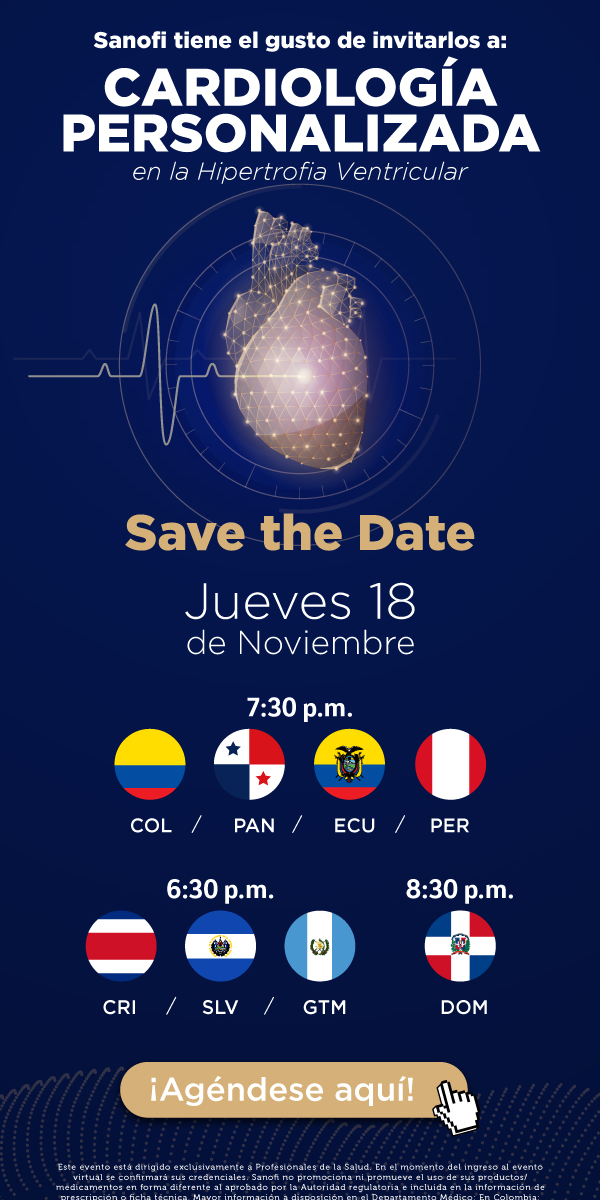 Sanofi tiene el gusto de invitarlos a:
CARDIOLOGÍA
PERSONALIZADA
en la Hipertrofia Ventricular
Save the Date
Jueves 18
de Noviembre
7:30 p.m.
COL / PAN / ECU / PER
6:30 p.m. 8:30 p.m.
CRI / SLV / GTM DOM
¡Agéndese aquí!
Este evento está dirigido exclusivamente a Profesionales de la Salud. En el momento del ingreso al evento
virtual se confirmará sus credenciales. Sanofi no promociona ni promueve el uso de sus productos/
medicamentos en forma diferente al aprobado por la Autoridad regulatoria e incluida en la información de
prescripción o ficha técnica. Mayor información a disposición en el Departamento Médico: En Colombia: